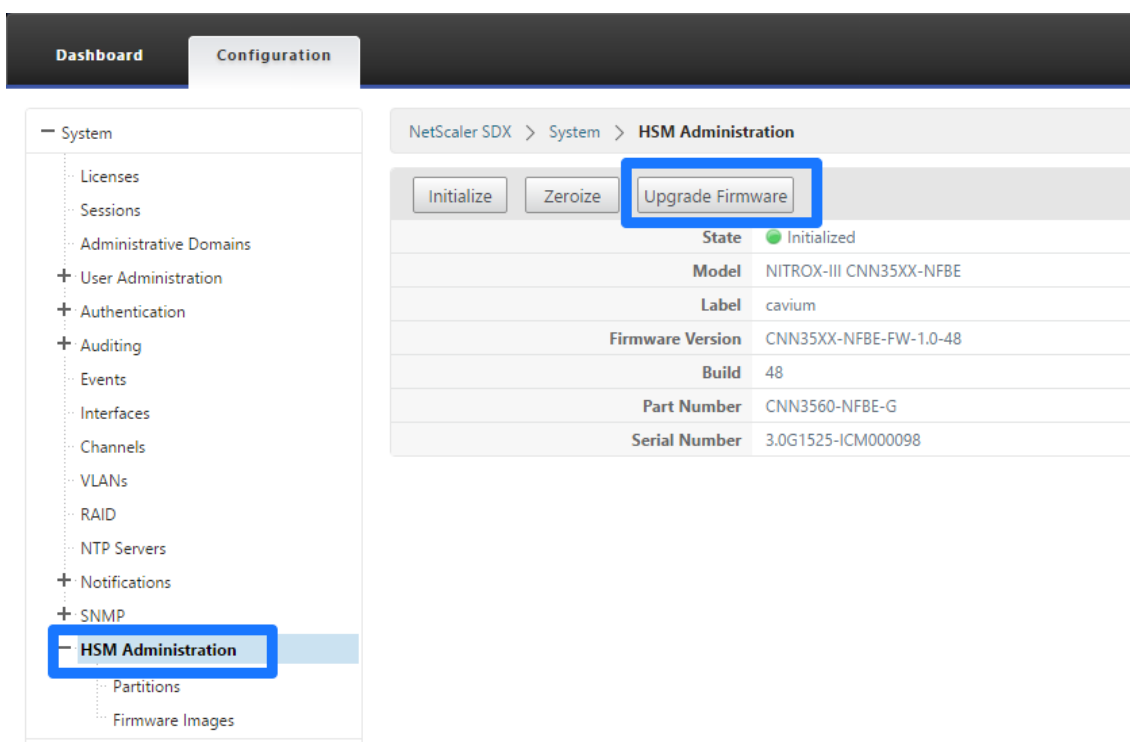 Dashboard Configuration
System
Licenses
Sessions
Administrative Domains
User Administration
Authentication
Auditing
Events
Interfaces
Channels
VLANs
RAID
NTP Servers
Notifications
SNMP
HSM Administration
Partitions
Firmware Images
NetScaler SDX > System > HSM Administration
Initialize Zeroize Upgrade Firmware
State Initialized
Model NITROX-III CNN35XX-NFBE
Label cavium
Firmware Version CNN35XX-NFBE-FW-1.0-48
Build 48
Part Number CNN3560-NFBE-G
Serial Number 3.0G1525-ICM000098